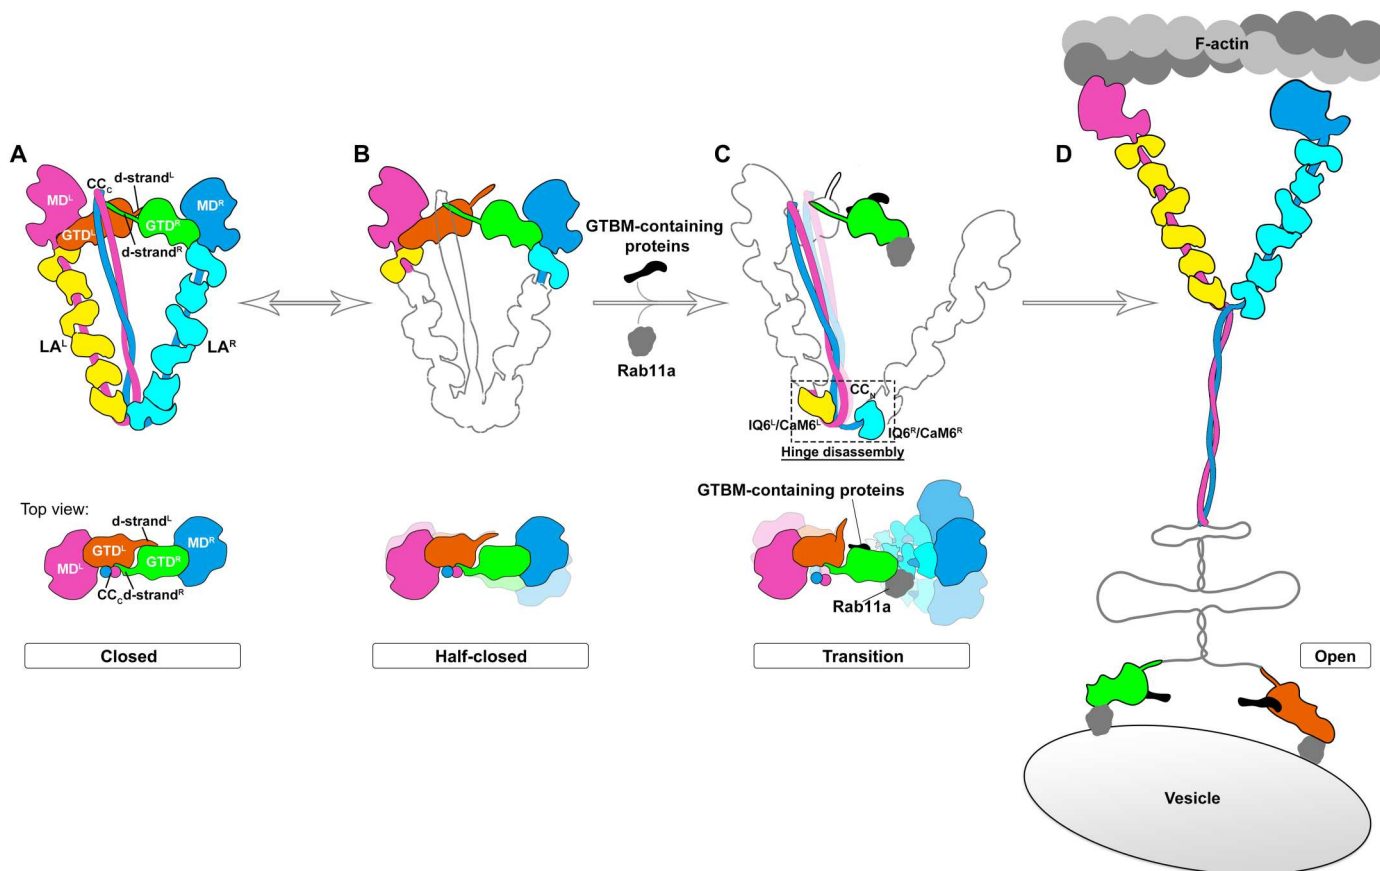 F-actin
A
B
C
D
CC_C
d-strand^L
MD^L
GTD^L
GTD^R
MD^R
d-strand^R
LA^L
LA^R
GTBM-containing
proteins
Rab11a
CC_N
IQ6^L/CaM6^L
IQ6^R/CaM6^R
Hinge disassembly
Top view:
d-strand^L
GTD^L
GTD^R
MD^R
MD^L
CC_C
d-strand^R
GTBM-containing proteins
Rab11a
Closed
Half-closed
Transition
Open
Vesicle